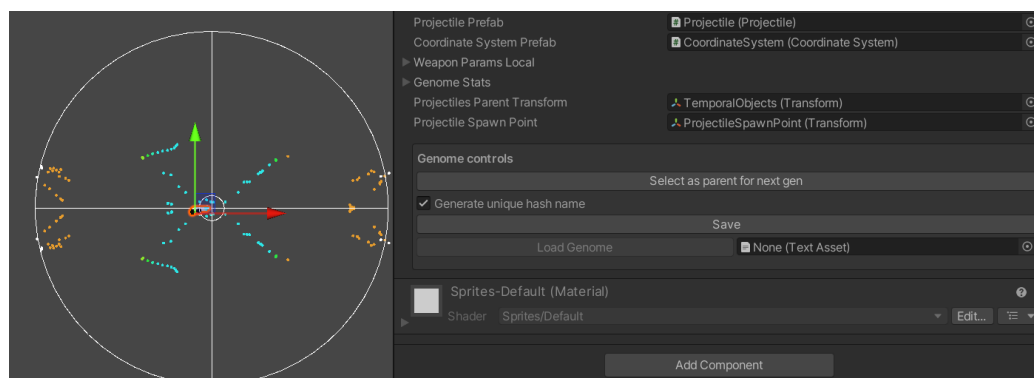 Projectile Prefab
Projectile (Projectile)
Coordinate System Prefab
CoordinateSystem (Coordinate System)
Weapon Params Local
Genome Stats
Projectiles Parent Transform
TemporalObjects (Transform)
Projectile Spawn Point
ProjectileSpawnPoint (Transform)
Genome controls
Select as parent for next gen
Generate unique hash name
Save
Load Genome
None (Text Asset)
Sprites-Default (Material)
Shader
Sprites/Default
Edit...
Add Component